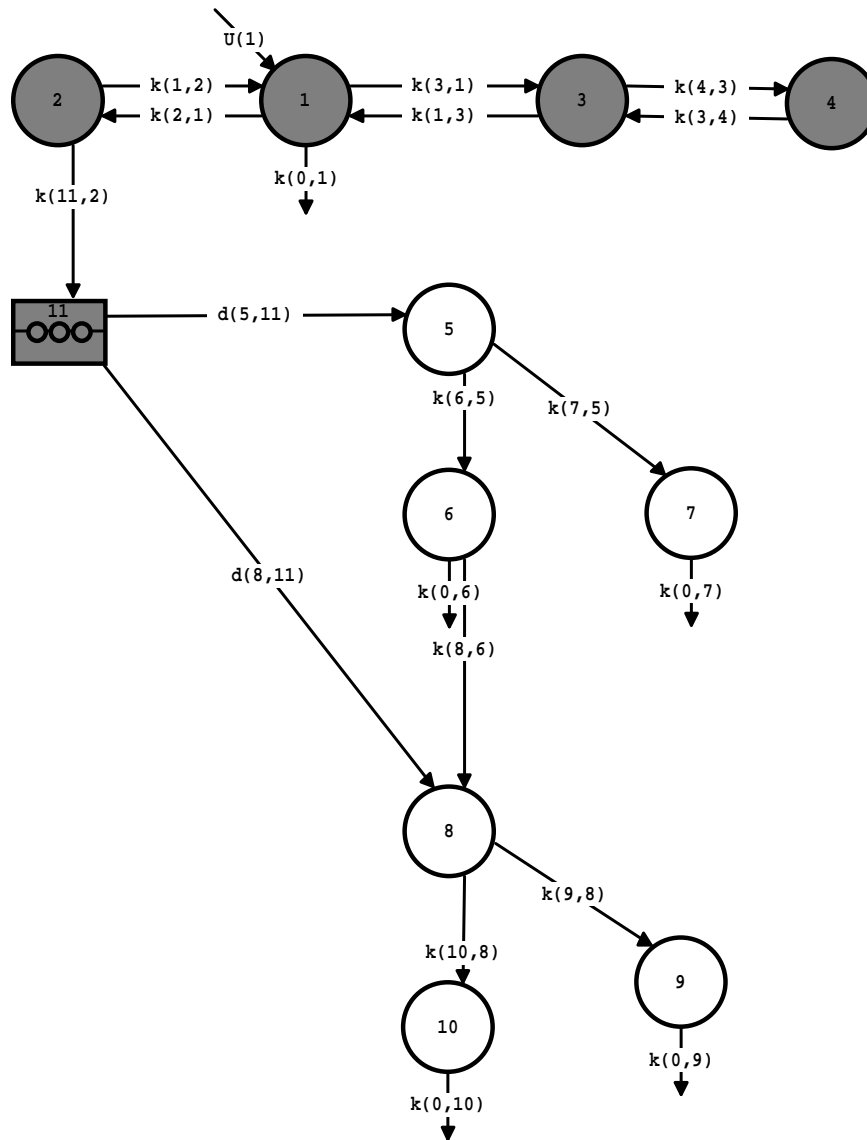 U(1)
2
k(1,2)
1
k(3,1)
3
k(4,3)
4
k(2,1)
k(1,3)
k(3,4)
k(0,1)
k(11,2)
11
d(5,11)
5
k(6,5)
k(7,5)
6
7
d(8,11)
k(0,6)
k(0,7)
k(8,6)
8
k(9,8)
k(10,8)
9
10
k(0,9)
k(0,10)